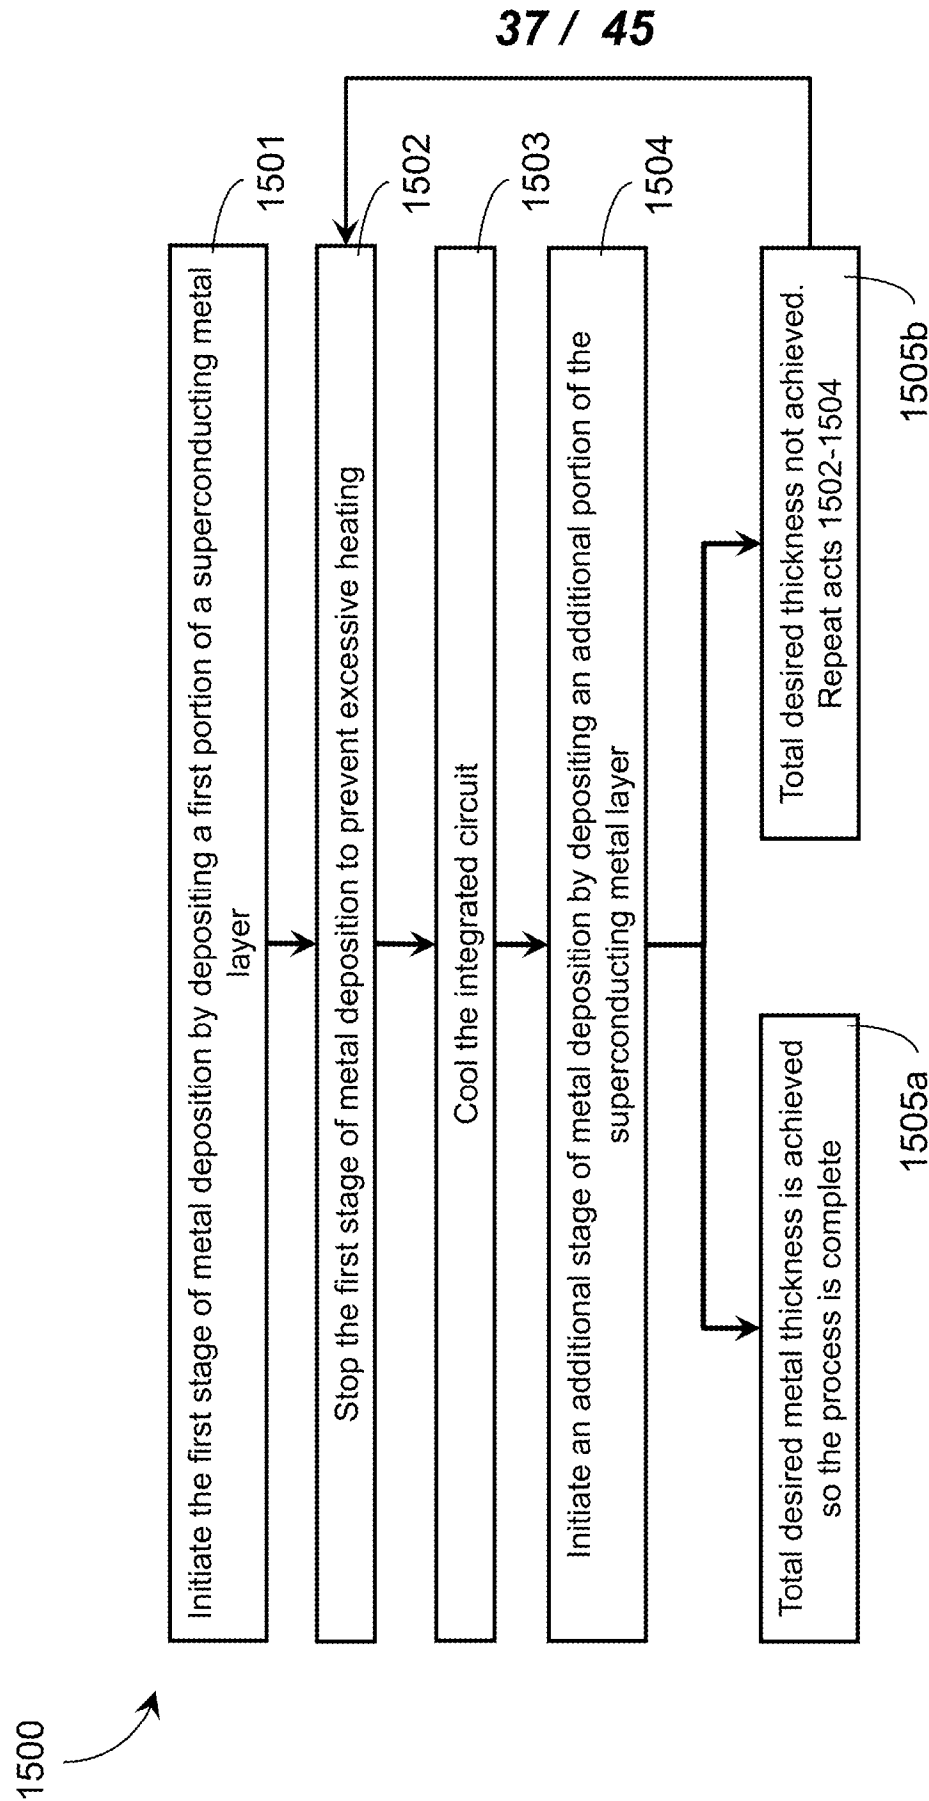 37 / 45
1500
Initiate the first stage of metal deposition by depositing a first portion of a superconducting metal
layer
1501
Stop the first stage of metal deposition to prevent excessive heating
1502
Cool the integrated circuit
1503
Initiate an additional stage of metal deposition by depositing an additional portion of the
superconducting metal layer
1504
Total desired metal thickness is achieved
so the process is complete
1505a
Total desired thickness not achieved.
Repeat acts 1502-1504
1505b